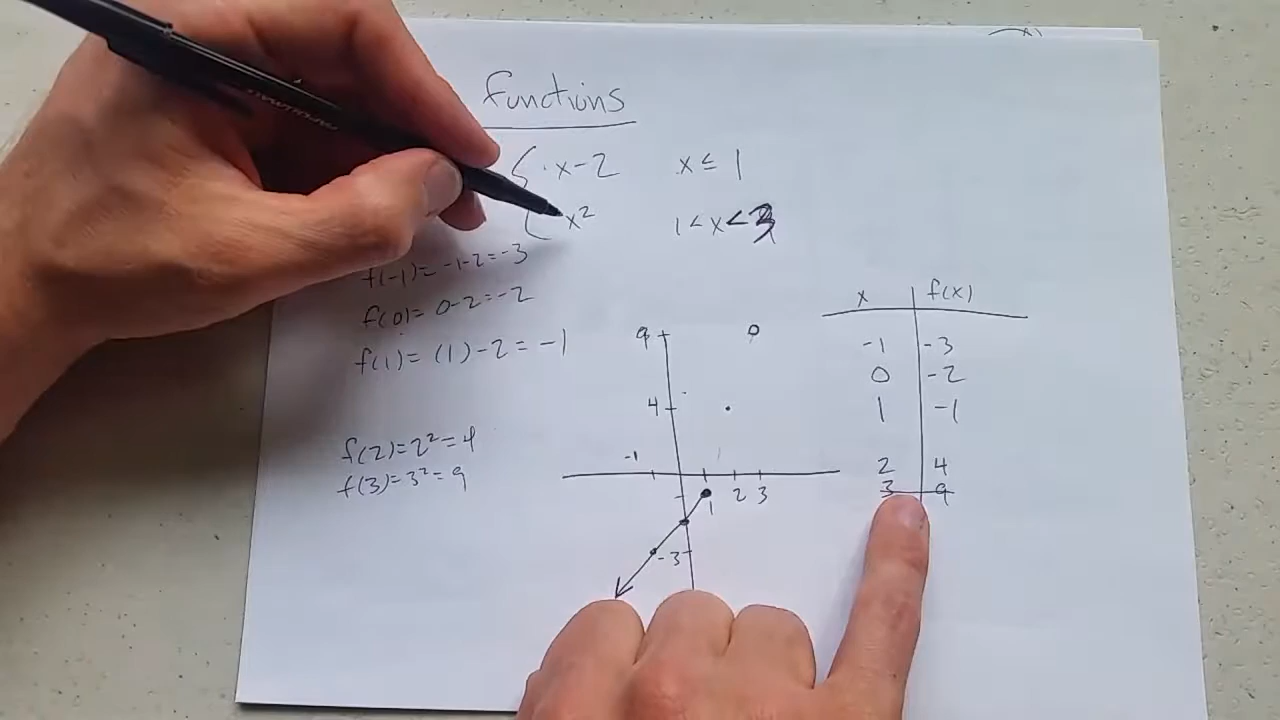 functions
x-2 x ≤ 1
x² 1 < x < 3
f(-1) = -1-2 = -3
f(0) = 0-2 = -2
f(1) = (1)-2 = -1
f(2) = 2² = 4
f(3) = 3² = 9
9
4
-1 1 2 3
-3
x f(x)
-1 -3
0 -2
1 -1
2 4
3 9